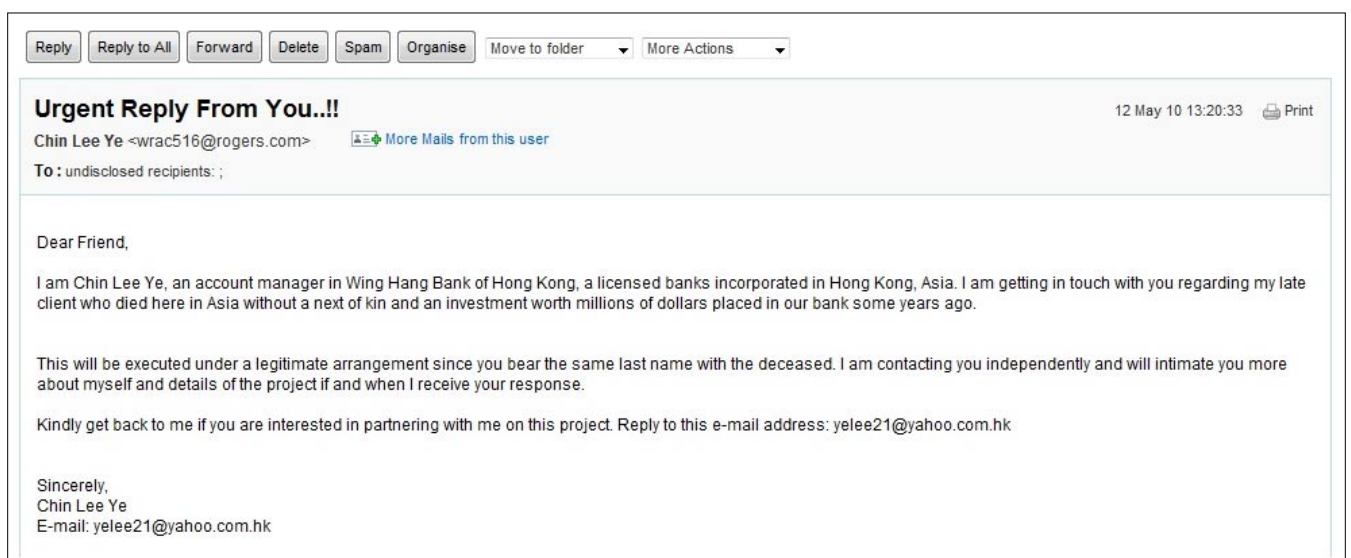 Reply Reply to All Forward Delete Spam Organise Move to folder More Actions
Urgent Reply From You..!!
12 May 10 13:20:33 Print
Chin Lee Ye <wrac516@rogers.com> More Mails from this user
To : undisclosed recipients: ;
Dear Friend,
I am Chin Lee Ye, an account manager in Wing Hang Bank of Hong Kong, a licensed banks incorporated in Hong Kong, Asia. I am getting in touch with you regarding my late
client who died here in Asia without a next of kin and an investment worth millions of dollars placed in our bank some years ago.
This will be executed under a legitimate arrangement since you bear the same last name with the deceased. I am contacting you independently and will intimate you more
about myself and details of the project if and when I receive your response.
Kindly get back to me if you are interested in partnering with me on this project. Reply to this e-mail address: yelee21@yahoo.com.hk
Sincerely,
Chin Lee Ye
E-mail: yelee21@yahoo.com.hk